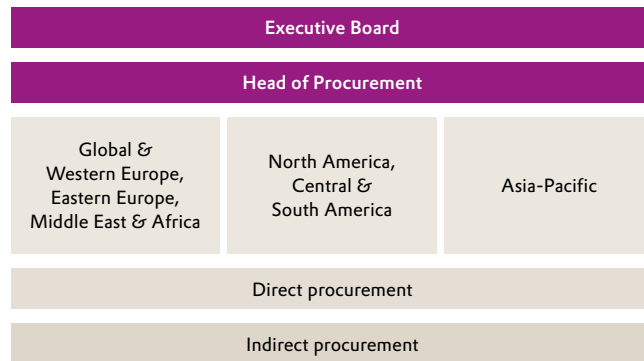 Executive Board
Head of Procurement
Global &
Western Europe,
Eastern Europe,
Middle East & Africa
North America,
Central &
South America
Asia-Pacific
Direct procurement
Indirect procurement